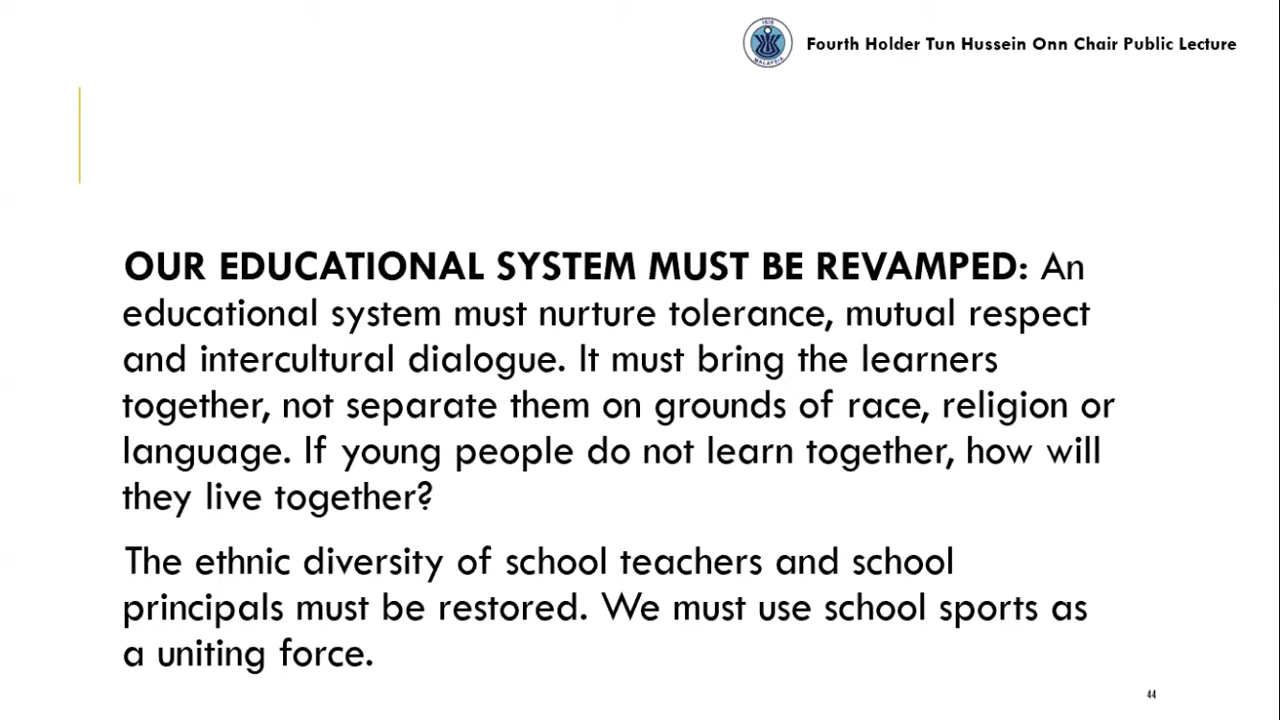 ISIS
MALAYSIA
Fourth Holder Tun Hussein Onn Chair Public Lecture
OUR EDUCATIONAL SYSTEM MUST BE REVAMPED: An
educational system must nurture tolerance, mutual respect
and intercultural dialogue. It must bring the learners
together, not separate them on grounds of race, religion or
language. If young people do not learn together, how will
they live together?
The ethnic diversity of school teachers and school
principals must be restored. We must use school sports as
a uniting force.
44